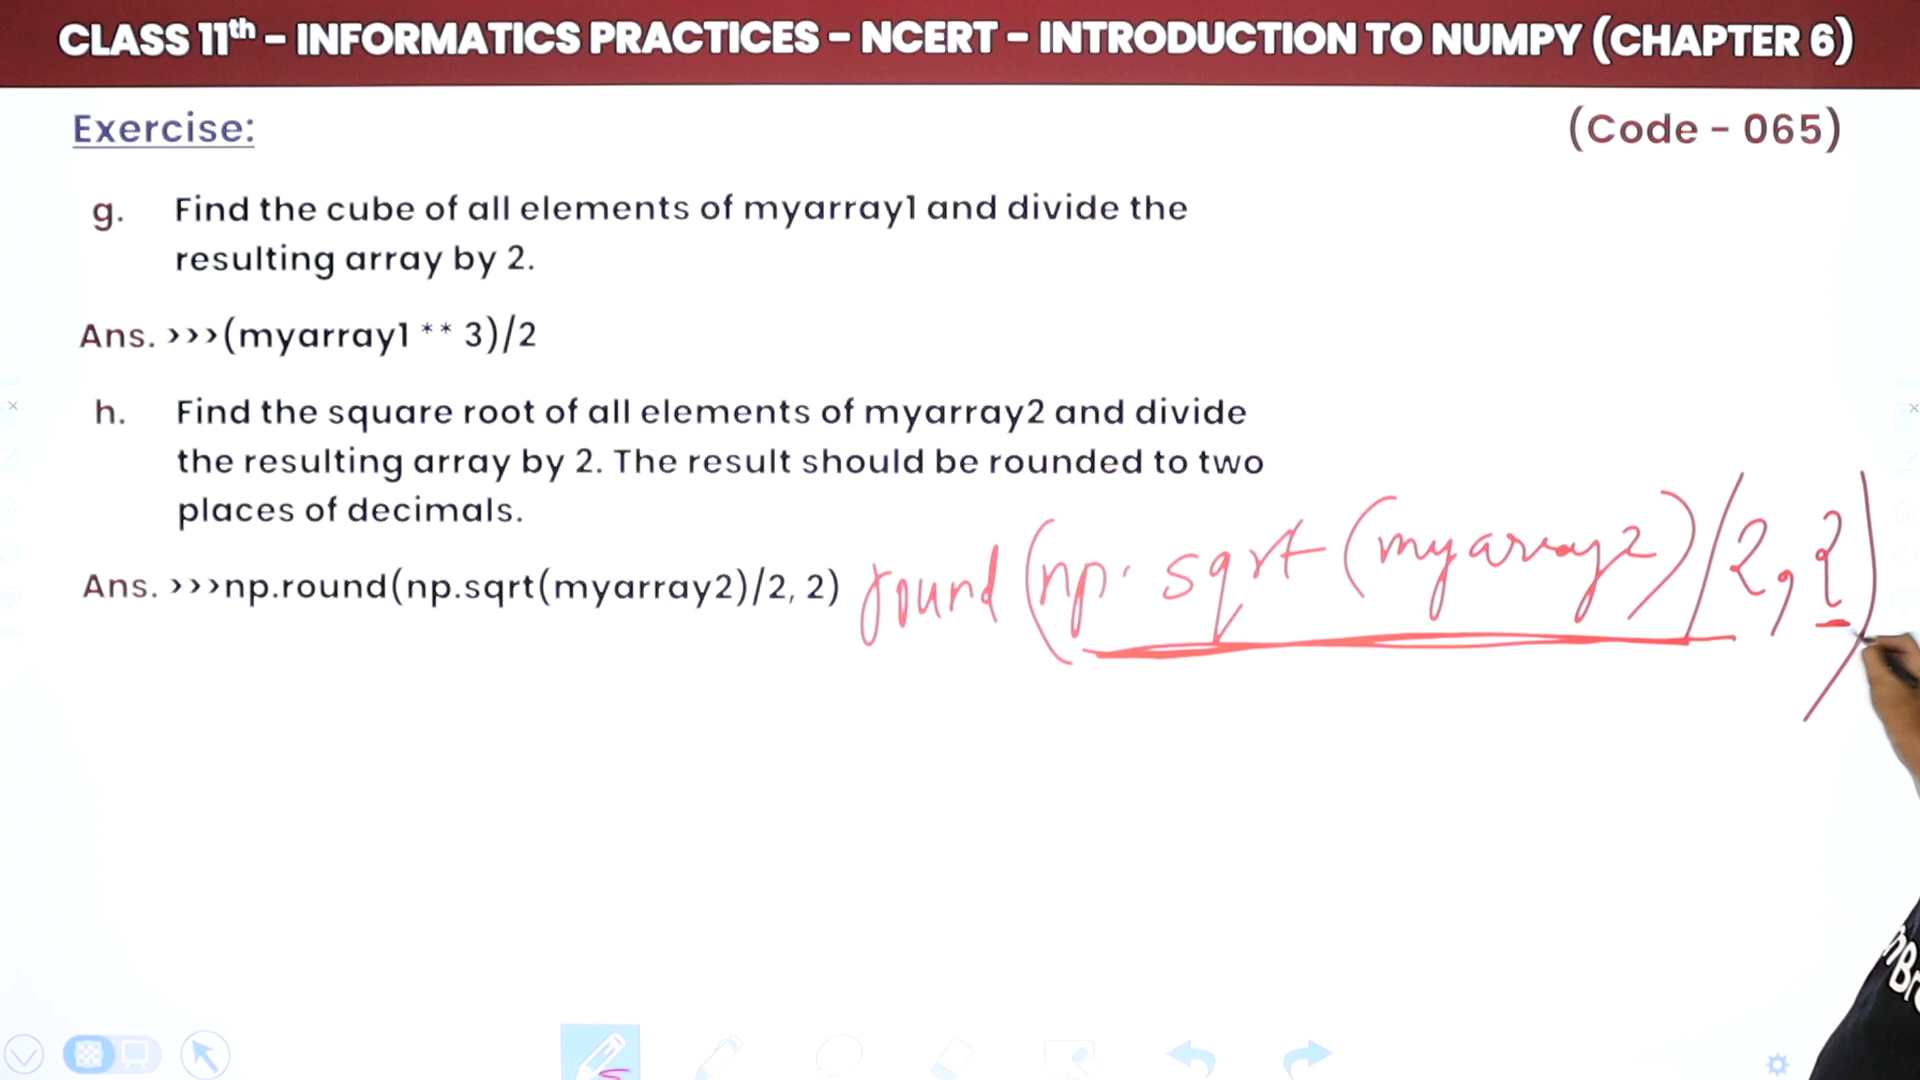 CLASS 11th – INFORMATICS PRACTICES – NCERT – INTRODUCTION TO NUMPY (CHAPTER 6)
Exercise:
(Code - 065)
g. Find the cube of all elements of myarray1 and divide the
resulting array by 2.
Ans. >>>(myarray1 ** 3)/2
h. Find the square root of all elements of myarray2 and divide
the resulting array by 2. The result should be rounded to two
places of decimals.
Ans. >>>np.round(np.sqrt(myarray2)/2, 2)
round (np. sqrt (myarray2)/2, 2)